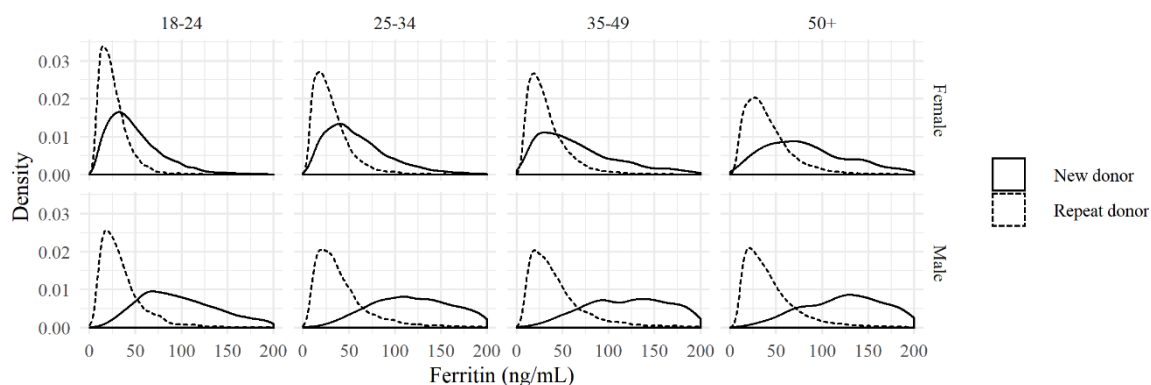 18-24 25-34 35-49 50+
0.03
0.02
0.01
0.00
Female
Density
0.03
0.02
0.01
0.00
Male
0 50 100 150 200 0 50 100 150 200 0 50 100 150 200 0 50 100 150 200
Ferritin (ng/mL)
New donor
Repeat donor